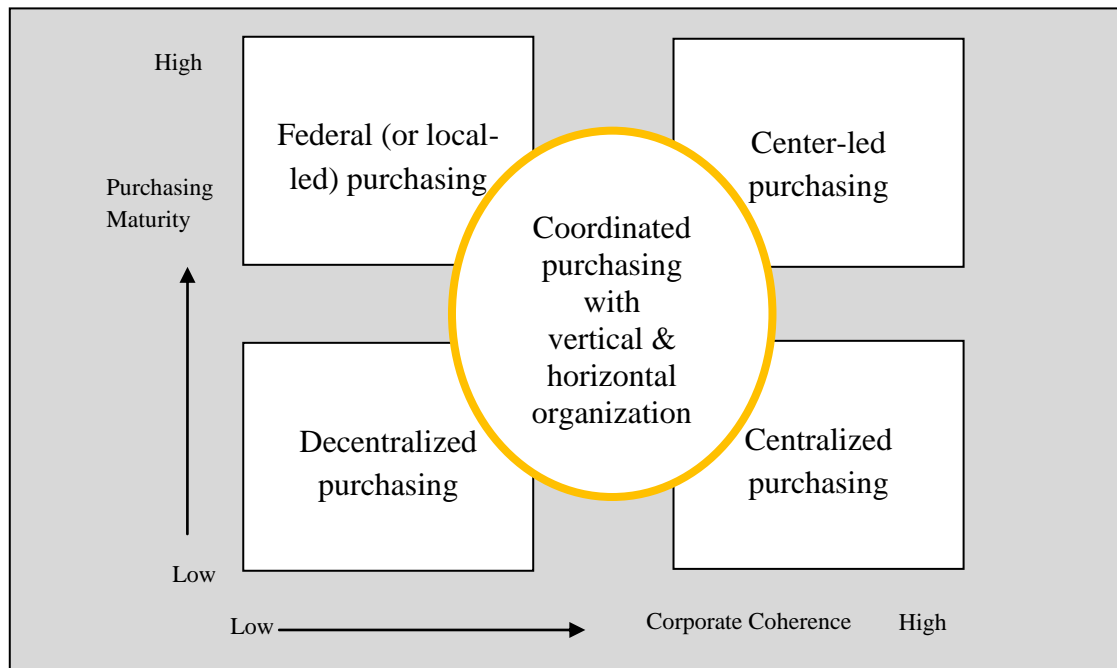 High
Federal (or local-
led) purchasing
Center-led
purchasing
Purchasing
Maturity
Coordinated
purchasing
with
vertical &
horizontal
organization
Decentralized
purchasing
Centralized
purchasing
Low
Low
Corporate Coherence
High